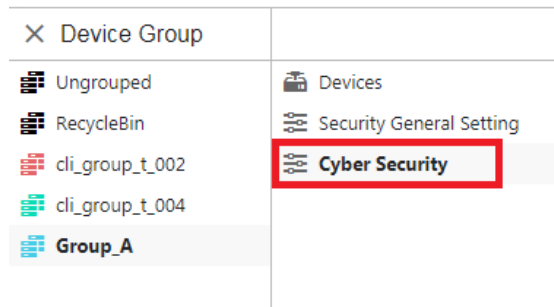 Device Group
Ungrouped
RecycleBin
cli_group_t_002
cli_group_t_004
Group_A
Devices
Security General Setting
Cyber Security